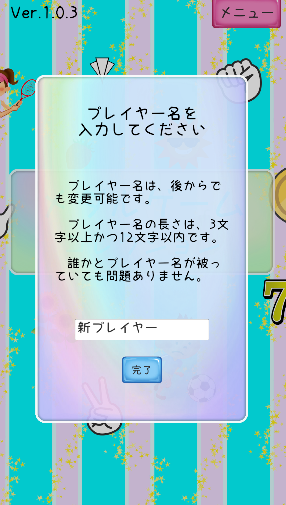 Ver.1.0.3
メニュー
プレイヤー名を
入力してください
プレイヤー名は、後からで
も変更可能です。
プレイヤー名の長さは、3文
字以上かつ12文字以内です。
誰かとプレイヤー名が被っ
ていても問題ありません。
7
新プレイヤー
完了